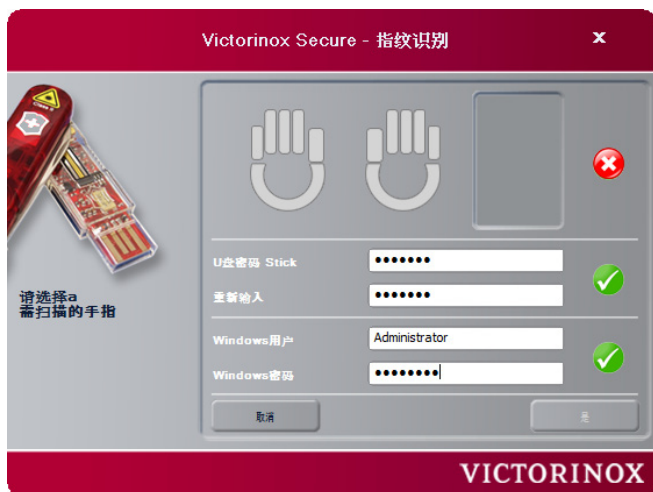 Victorinox Secure - 指纹识别
x
请选择a
需扫描的手指
U盘密码 Stick
•••••••
重新输入
•••••••
Windows用户
Administrator
Windows密码
••••••••
取消
是
VICTORINOX